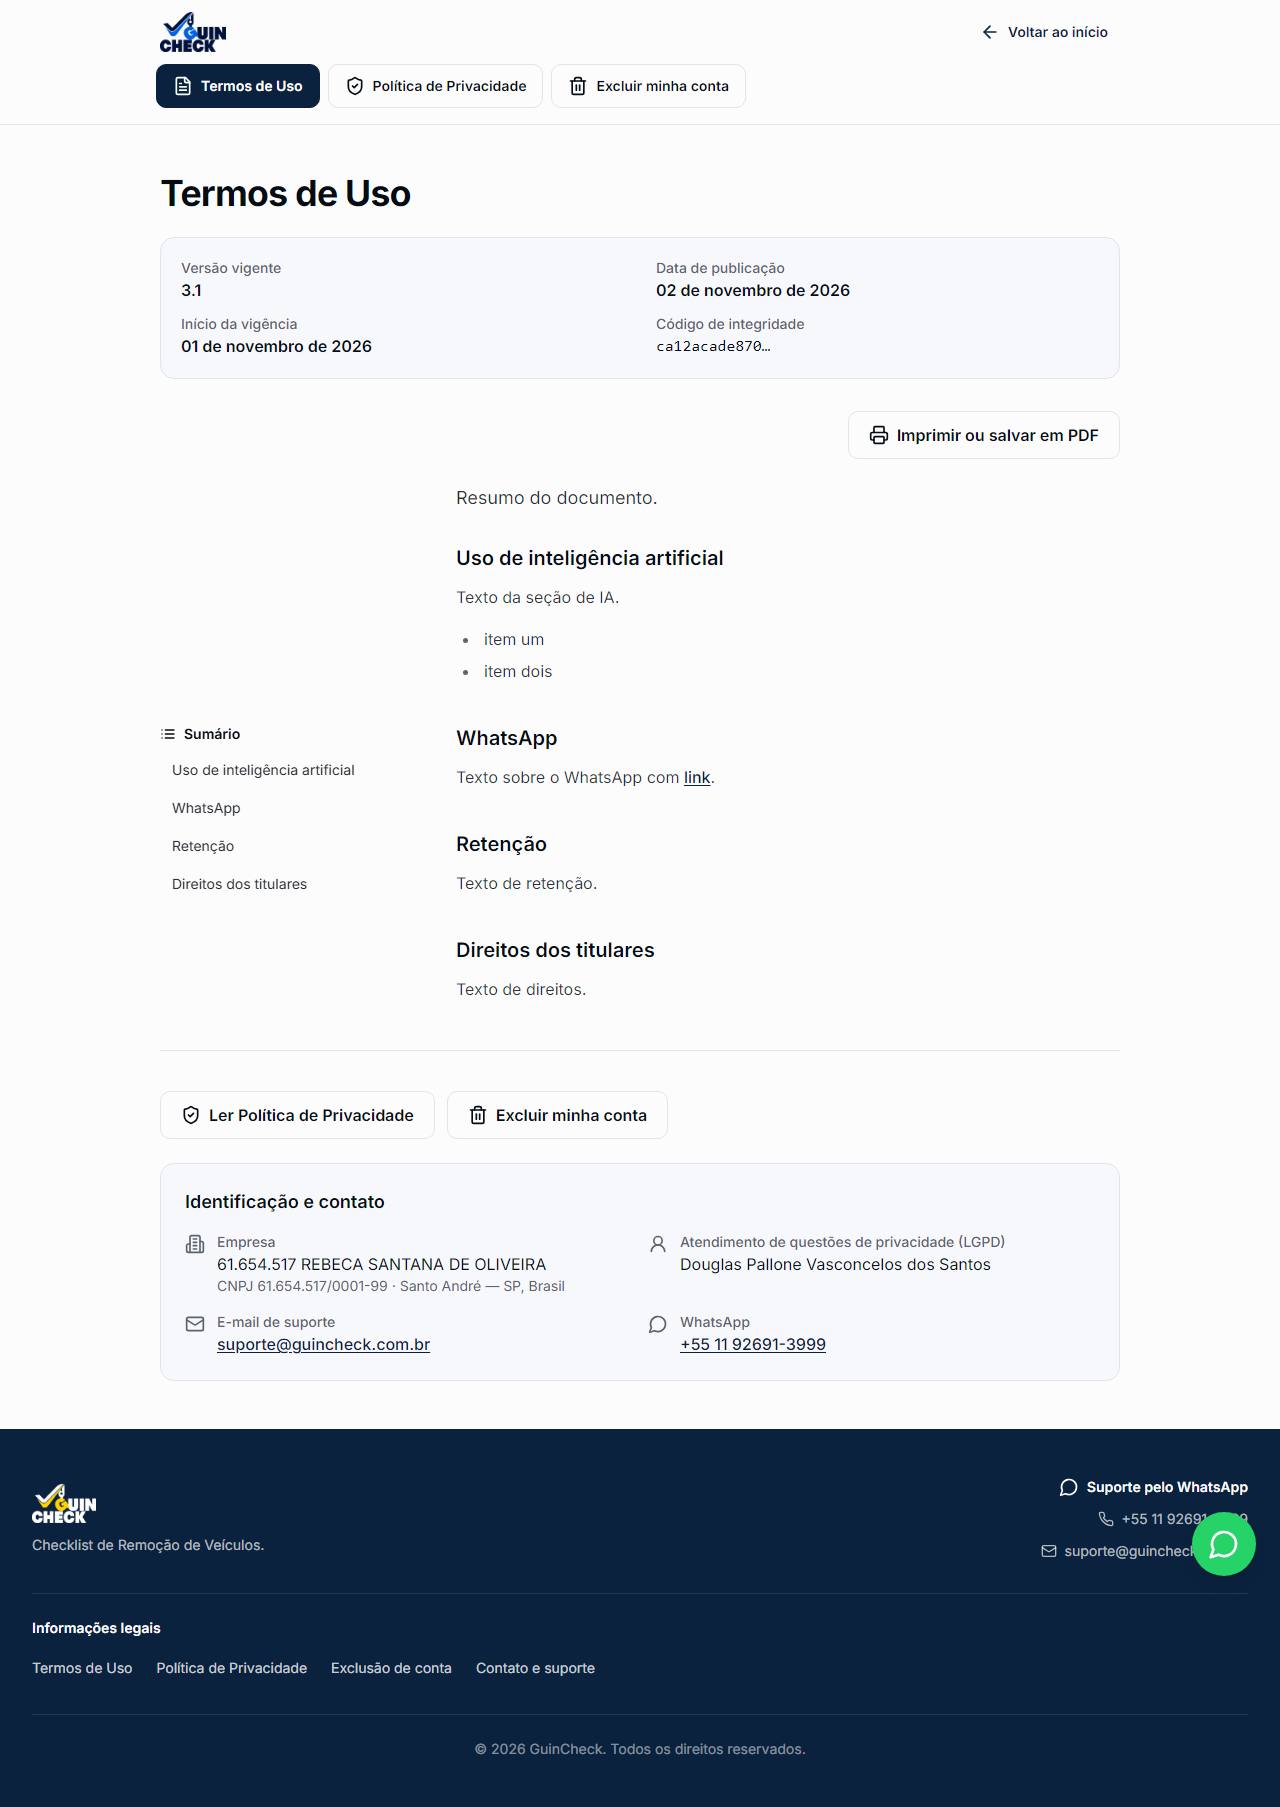 GUIN
CHECK
Voltar ao início
Termos de Uso
Política de Privacidade
Excluir minha conta
Termos de Uso
Versão vigente
3.1
Data de publicação
02 de novembro de 2026
Início da vigência
01 de novembro de 2026
Código de integridade
ca12acade870…
Imprimir ou salvar em PDF
Resumo do documento.
Uso de inteligência artificial
Texto da seção de IA.
• item um
• item dois
Sumário
Uso de inteligência artificial
WhatsApp
Retenção
Direitos dos titulares
WhatsApp
Texto sobre o WhatsApp com link.
Retenção
Texto de retenção.
Direitos dos titulares
Texto de direitos.
Ler Política de Privacidade
Excluir minha conta
Identificação e contato
Empresa
61.654.517 REBECA SANTANA DE OLIVEIRA
CNPJ 61.654.517/0001-99 · Santo André — SP, Brasil
Atendimento de questões de privacidade (LGPD)
Douglas Pallone Vasconcelos dos Santos
E-mail de suporte
suporte@guincheck.com.br
WhatsApp
+55 11 92691-3999
GUIN
CHECK
Checklist de Remoção de Veículos.
Suporte pelo WhatsApp
+55 11 92691
suporte@guincheck
Informações legais
Termos de Uso
Política de Privacidade
Exclusão de conta
Contato e suporte
© 2026 GuinCheck. Todos os direitos reservados.